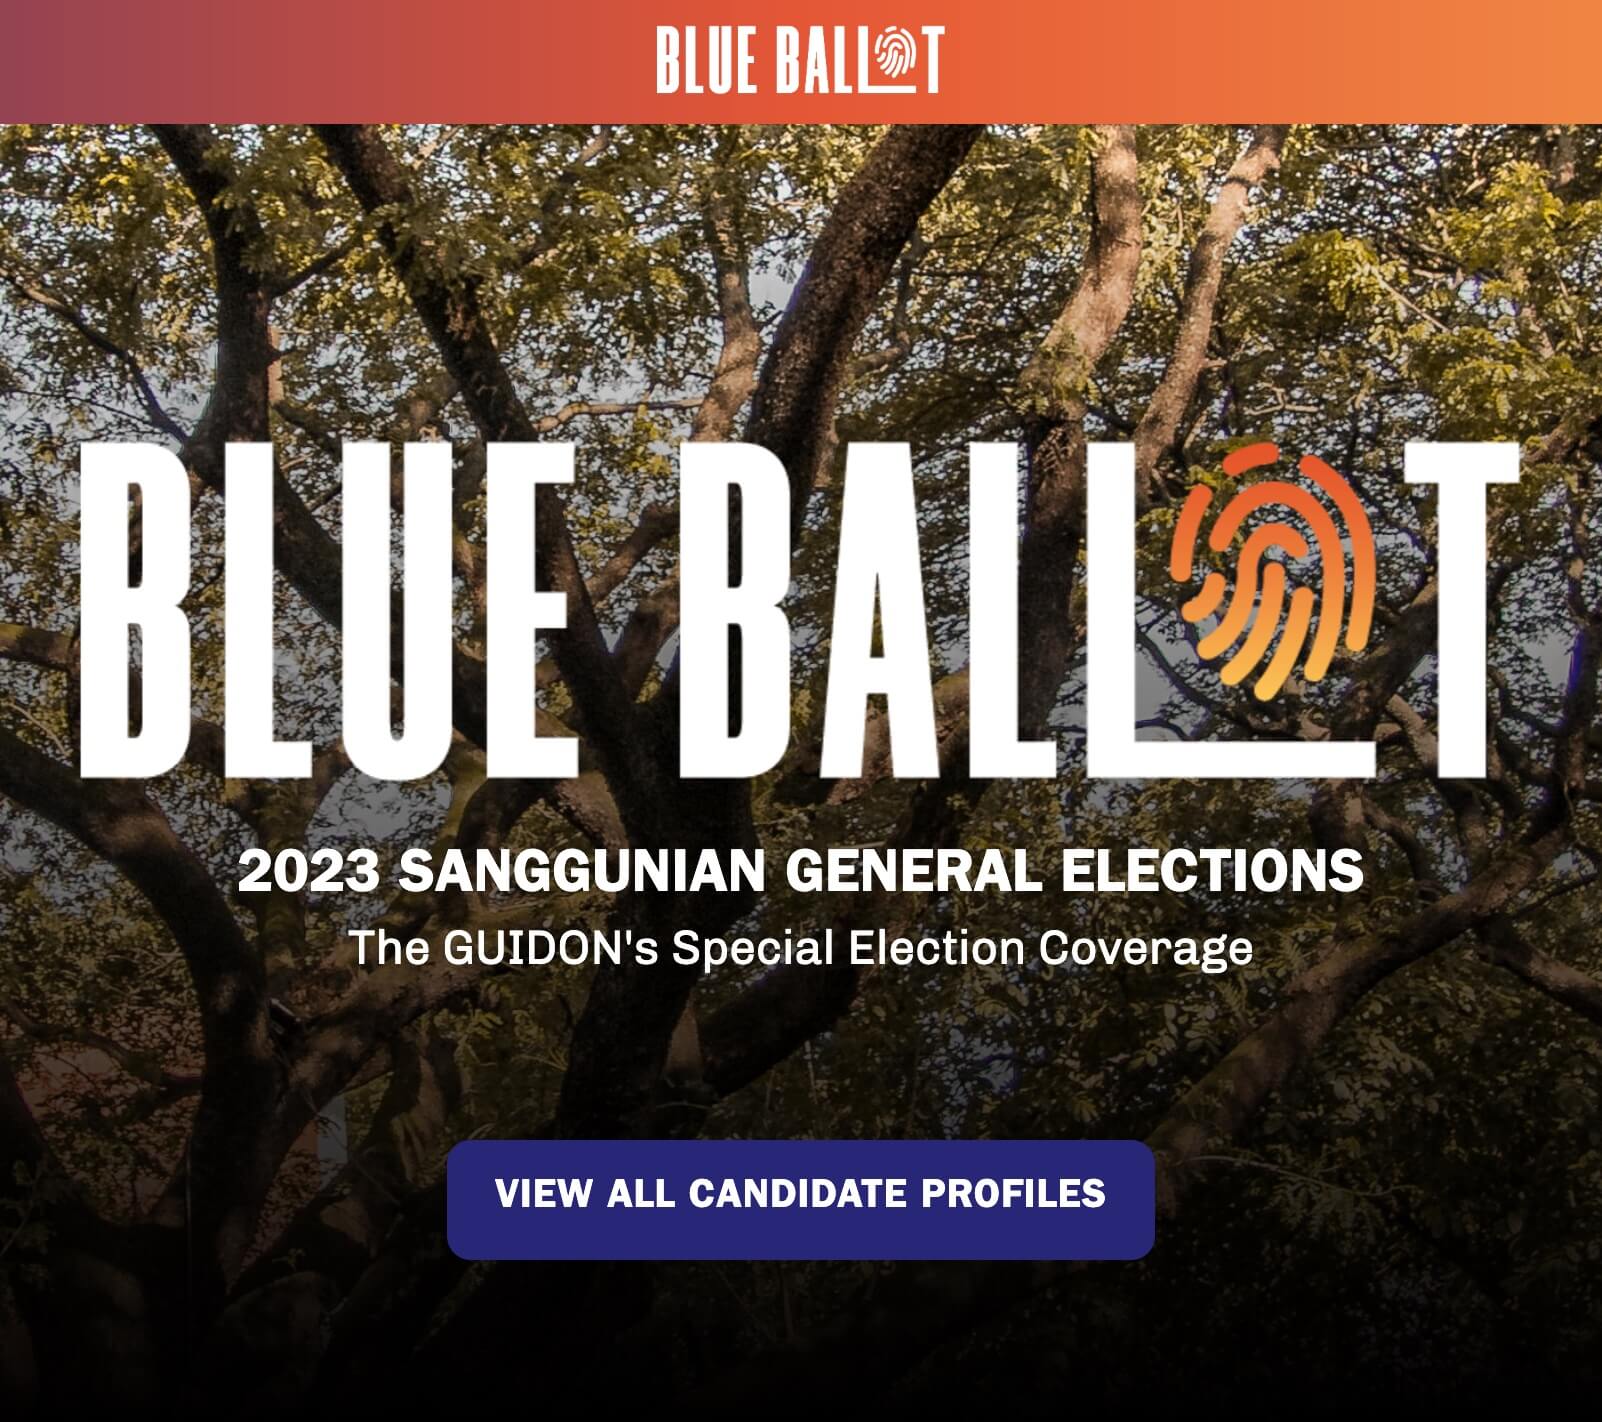 BLUE BALLOT
BLUE BALLOT
2023 SANGGUNIAN GENERAL ELECTIONS
The GUIDON's Special Election Coverage
VIEW ALL CANDIDATE PROFILES